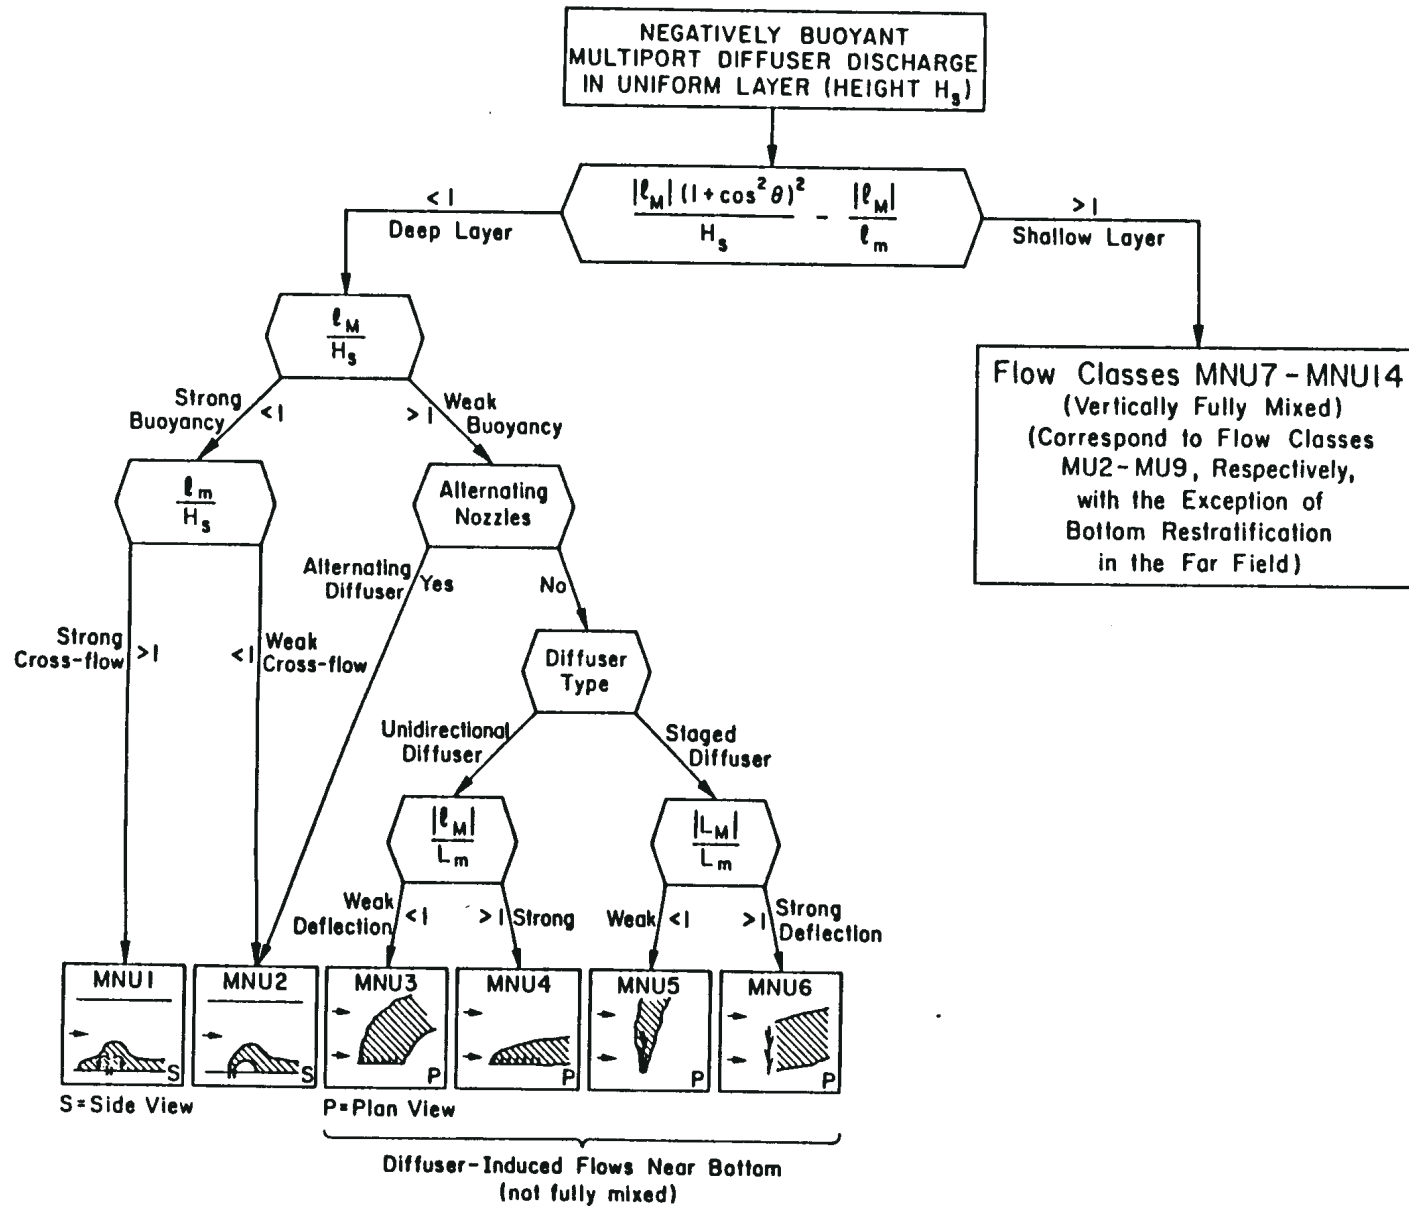 NEGATIVELY BUOYANT
MULTIPORT DIFFUSER DISCHARGE
IN UNIFORM LAYER (HEIGHT Hs)
|ℓM| (1+cos²θ)² / Hs - |ℓM| / ℓm
<1
Deep Layer
>1
Shallow Layer
ℓM / Hs
Flow Classes MNU7-MNU14
(Vertically Fully Mixed)
(Correspond to Flow Classes
MU2-MU9, Respectively,
with the Exception of
Bottom Restratification
in the Far Field)
Strong
Buoyancy
<1
>1
Weak
Buoyancy
ℓm / Hs
Alternating
Nozzles
Alternating
Diffuser
Yes
No
Strong
Cross-flow
>1
<1
Weak
Cross-flow
Diffuser
Type
Unidirectional
Diffuser
Staged
Diffuser
|ℓM| / Lm
|LM| / Lm
Weak
Deflection
<1
>1
Strong
Weak
<1
>1
Strong
Deflection
MNU1
S
MNU2
S
MNU3
P
MNU4
P
MNU5
P
MNU6
P
S=Side View
P=Plan View
Diffuser-Induced Flows Near Bottom
(not fully mixed)